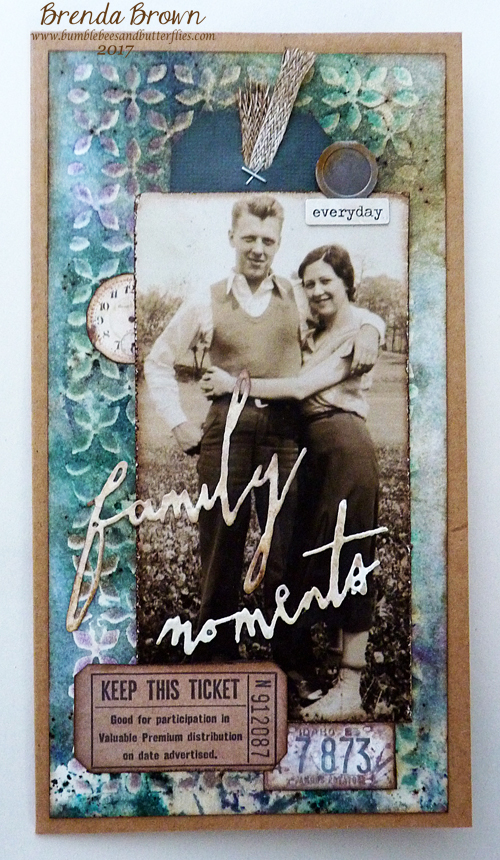 Brenda Brown
www.bumblebeesandbutterflies.com
2017
everyday
family
moments
KEEP THIS TICKET
Good for participation in
Valuable Premium distribution
on date advertised.
N 912087
7 873